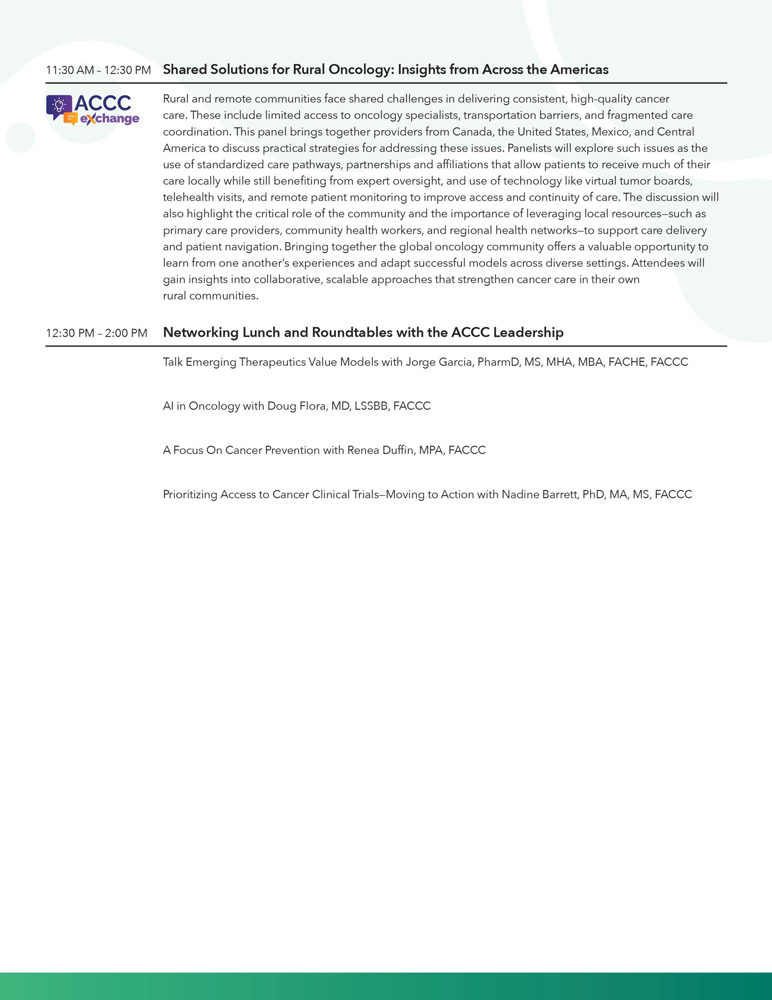 11:30 AM – 12:30 PM Shared Solutions for Rural Oncology: Insights from Across the Americas
ACCC
exchange
Rural and remote communities face shared challenges in delivering consistent, high-quality cancer
care. These include limited access to oncology specialists, transportation barriers, and fragmented care
coordination. This panel brings together providers from Canada, the United States, Mexico, and Central
America to discuss practical strategies for addressing these issues. Panelists will explore such issues as the
use of standardized care pathways, partnerships and affiliations that allow patients to receive much of their
care locally while still benefiting from expert oversight, and use of technology like virtual tumor boards,
telehealth visits, and remote patient monitoring to improve access and continuity of care. The discussion will
also highlight the critical role of the community and the importance of leveraging local resources—such as
primary care providers, community health workers, and regional health networks—to support care delivery
and patient navigation. Bringing together the global oncology community offers a valuable opportunity to
learn from one another’s experiences and adapt successful models across diverse settings. Attendees will
gain insights into collaborative, scalable approaches that strengthen cancer care in their own
rural communities.
12:30 PM – 2:00 PM Networking Lunch and Roundtables with the ACCC Leadership
Talk Emerging Therapeutics Value Models with Jorge Garcia, PharmD, MS, MHA, MBA, FACHE, FACCC
AI in Oncology with Doug Flora, MD, LSSBB, FACCC
A Focus On Cancer Prevention with Renea Duffin, MPA, FACCC
Prioritizing Access to Cancer Clinical Trials—Moving to Action with Nadine Barrett, PhD, MA, MS, FACCC